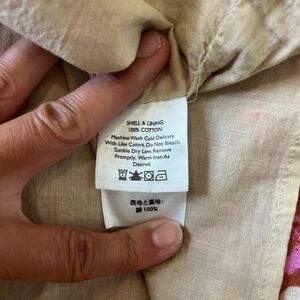 SHELL & LINING:
100% COTTON
Machine Wash Cold Delicate
With Like Colors. Do Not Bleach.
Tumble Dry Low. Remove
Promptly. Warm Iron As
Desired.
表地と裏地:
綿 100%